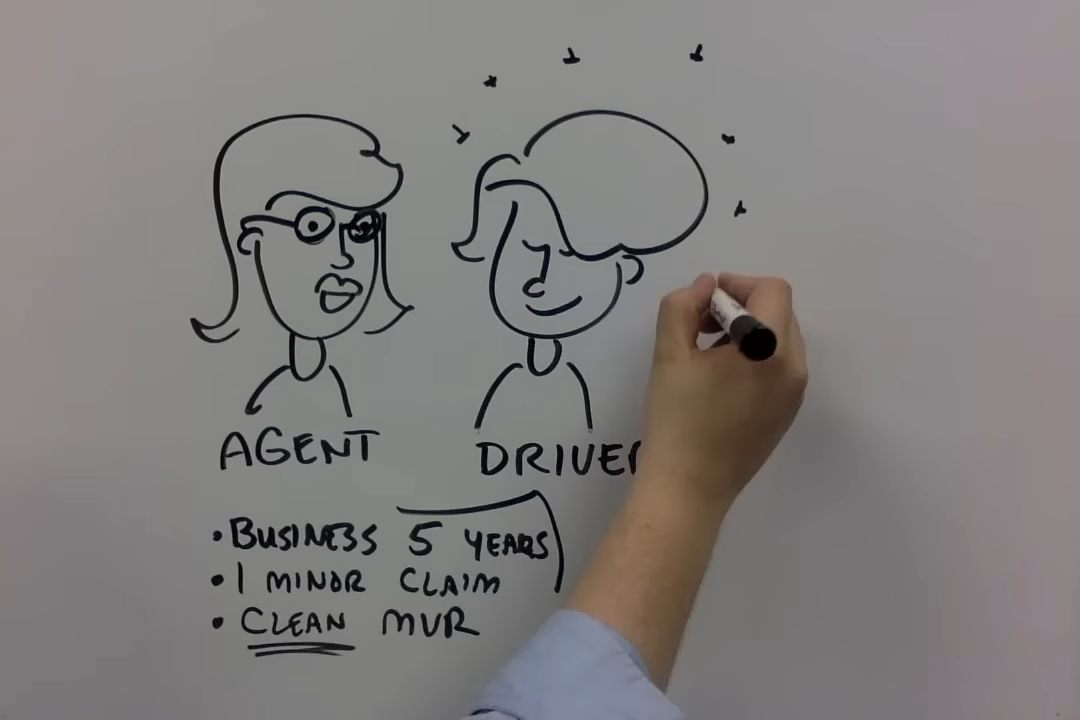 AGENT DRIVER
• BUSINESS 5 YEARS
• 1 MINOR CLAIM
• CLEAN MVR